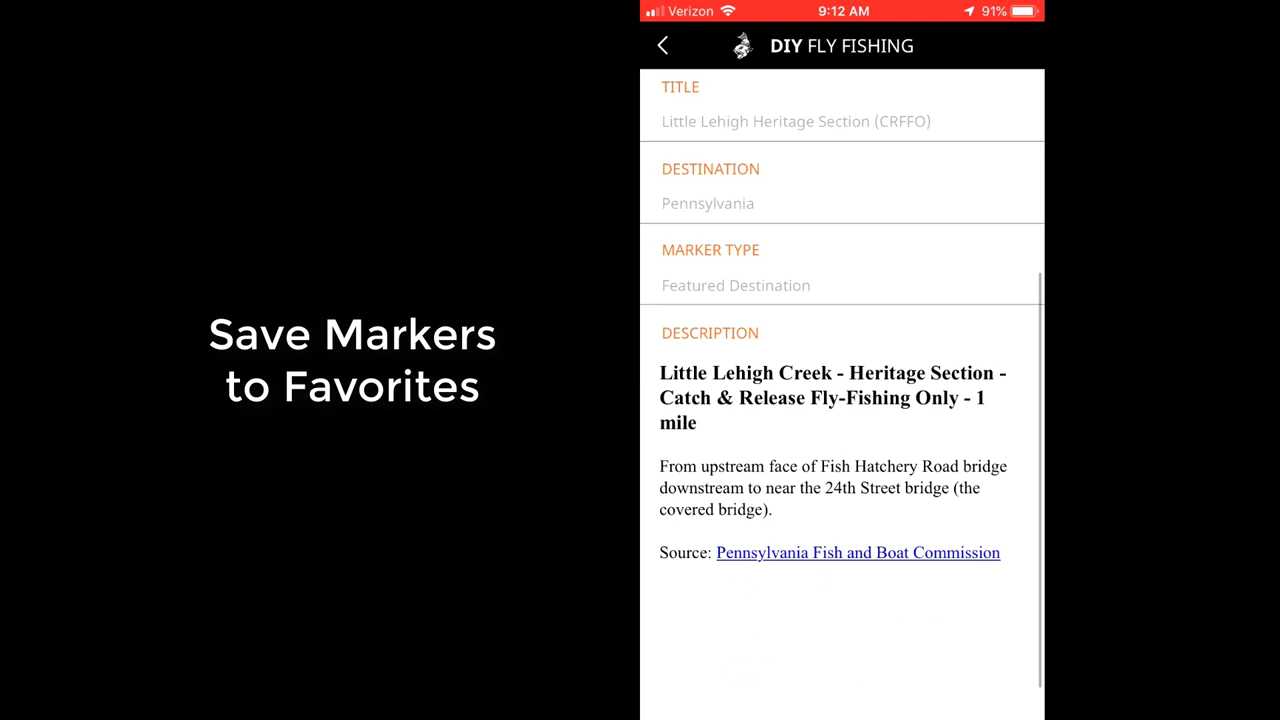 Save Markers
to Favorites
Verizon 9:12 AM 91%
DIY FLY FISHING
TITLE
Little Lehigh Heritage Section (CRFFO)
DESTINATION
Pennsylvania
MARKER TYPE
Featured Destination
DESCRIPTION
Little Lehigh Creek - Heritage Section -
Catch & Release Fly-Fishing Only - 1
mile
From upstream face of Fish Hatchery Road bridge
downstream to near the 24th Street bridge (the
covered bridge).
Source: Pennsylvania Fish and Boat Commission